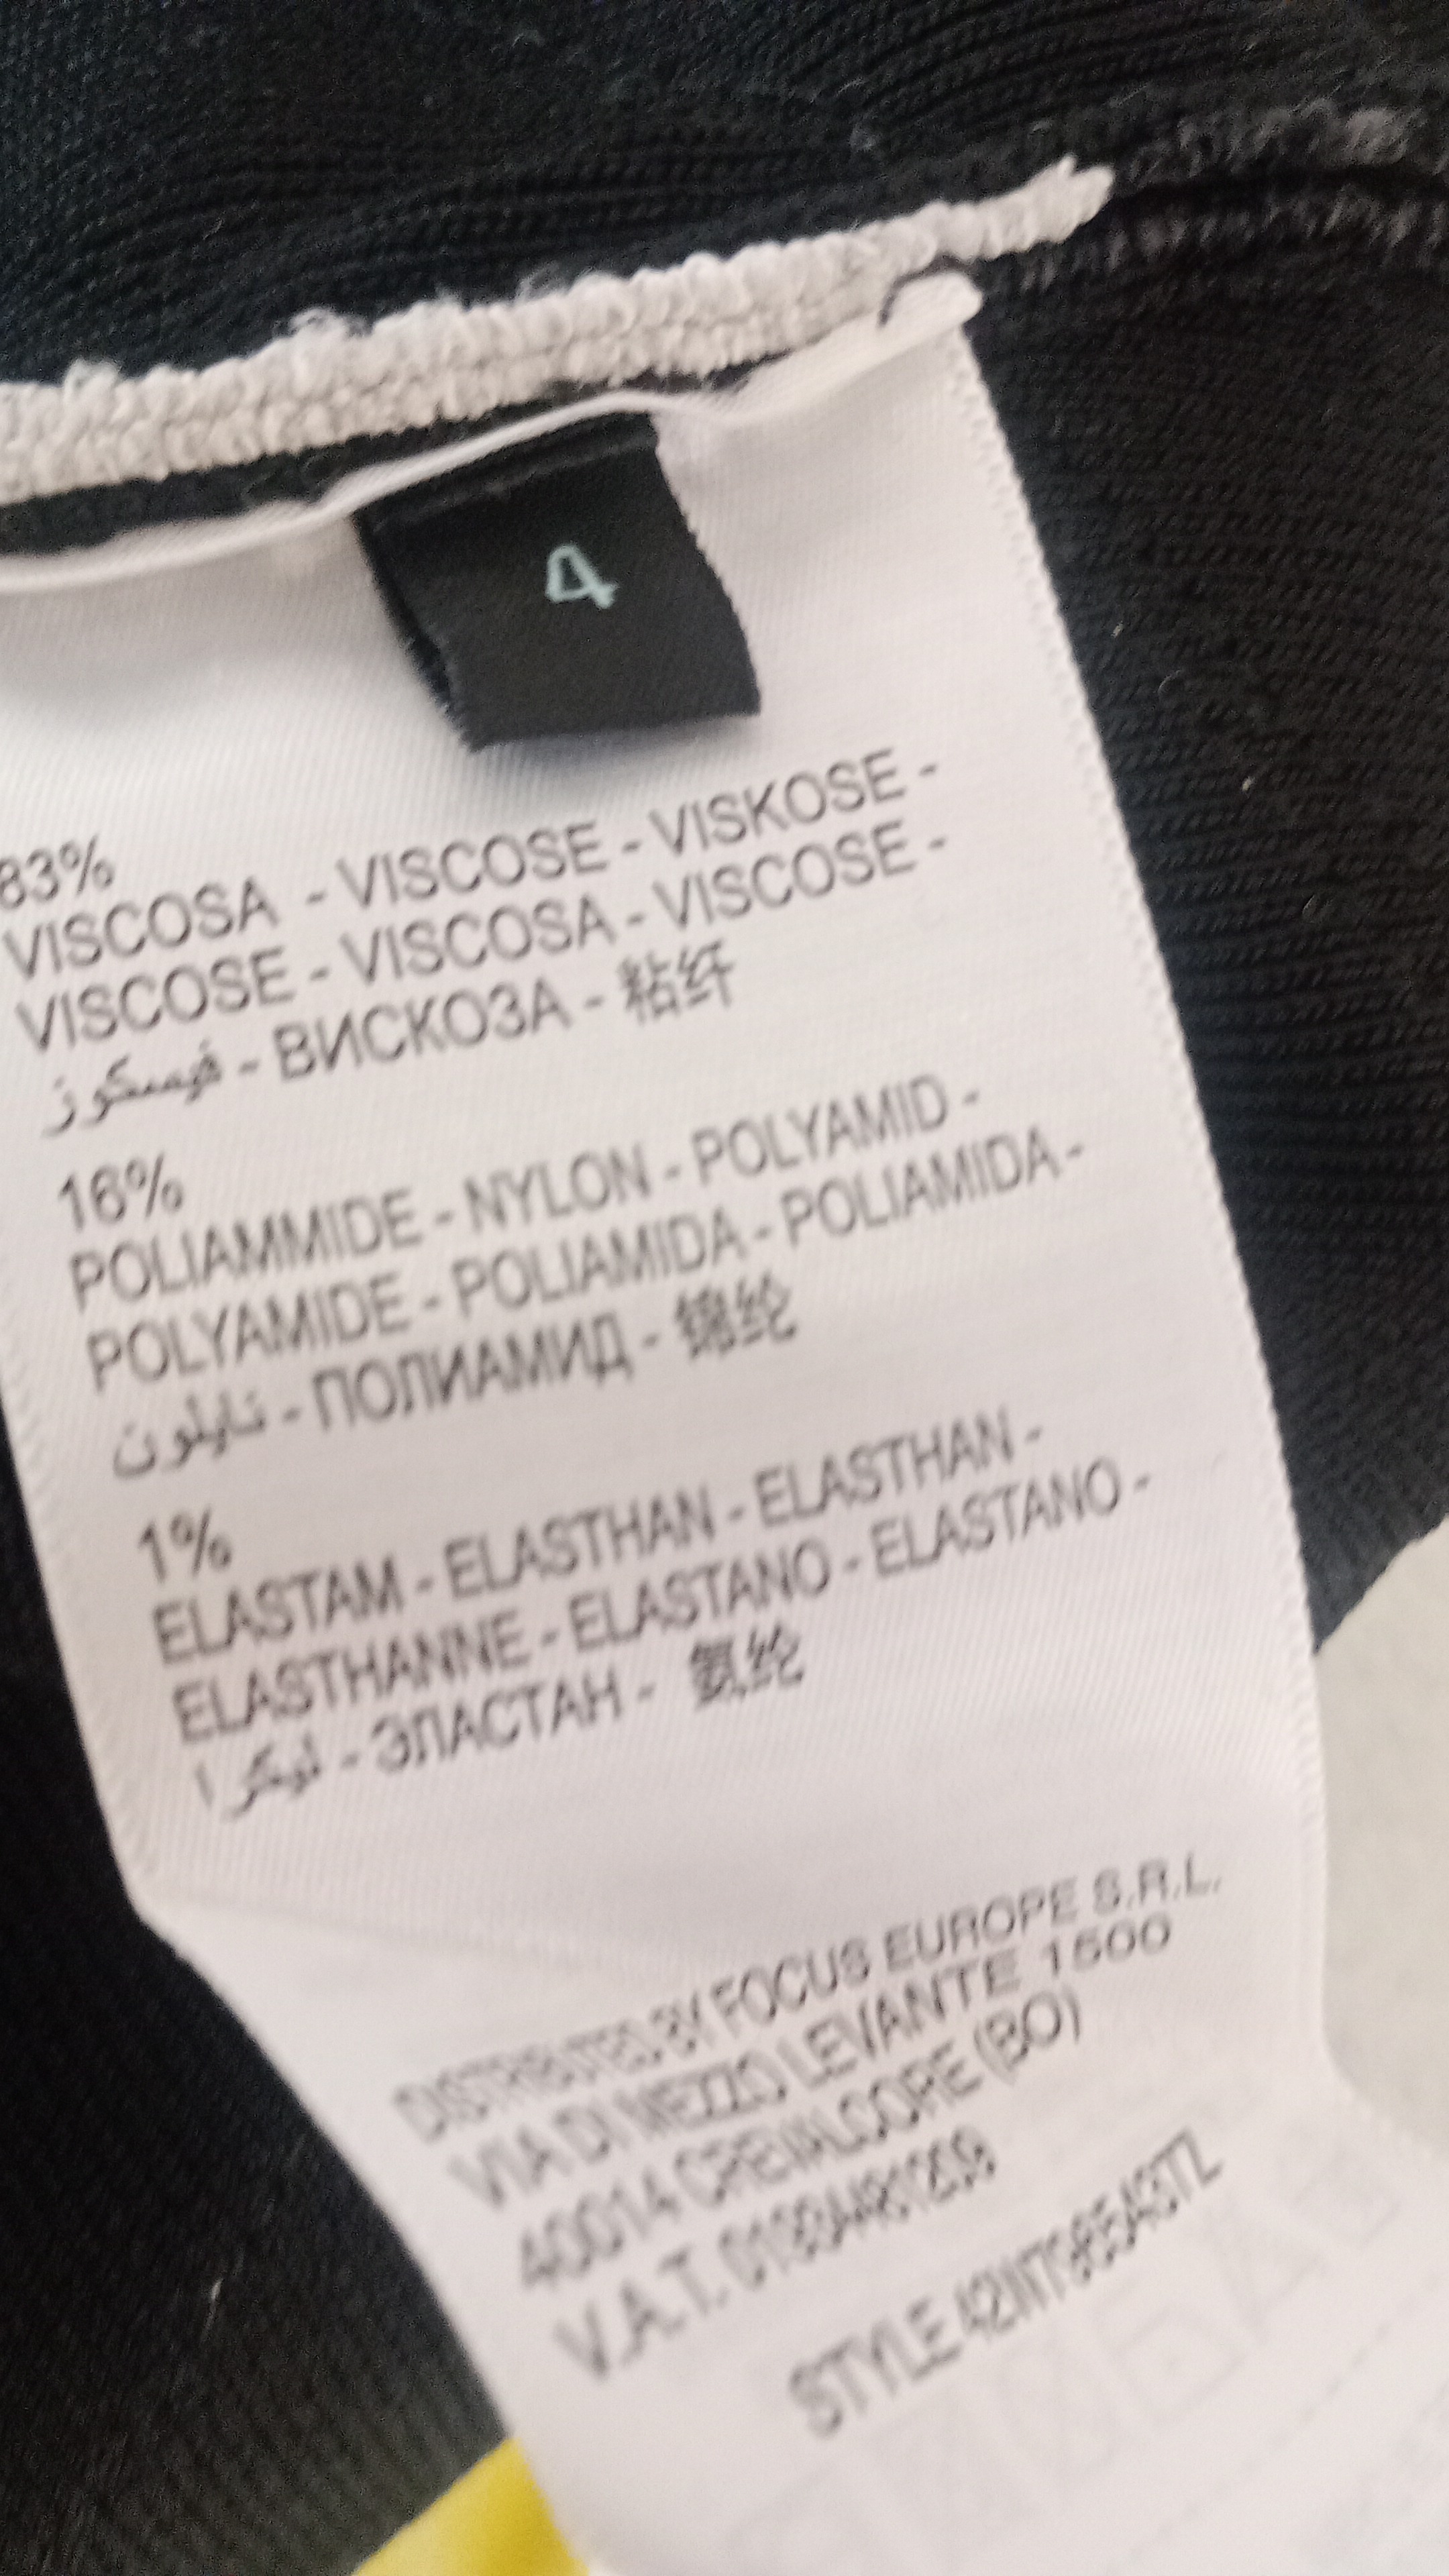 4
83%
VISCOSA - VISCOSE - VISKOSE -
VISCOSE - VISCOSA - VISCOSE -
فيسكوز - ВИСКОЗА - 粘纤
16%
POLIAMMIDE - NYLON - POLYAMID -
POLYAMIDE - POLIAMIDA - POLIAMIDA -
نايلون - ПОЛИАМИД - 锦纶
1%
ELASTAM - ELASTHAN - ELASTHAN -
ELASTHANNE - ELASTANO - ELASTANO -
ليكرا - ЭЛАСТАН - 氨纶
DISTRIBUTED BY FOCUS EUROPE S.R.L.
VIA DI MEZZO LEVANTE 1500
40014 CREVALCORE (BO)
V.A.T.
STYLE